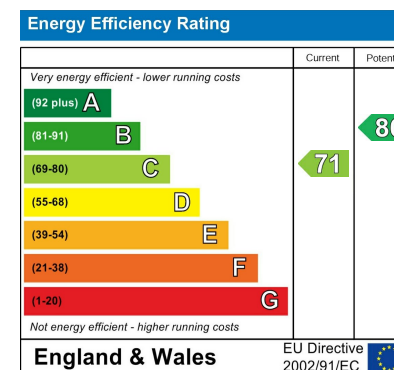 Energy Efficiency Rating
Current
Very energy efficient - lower running costs
(92 plus) A
(81-91) B
(69-80) C 71
(55-68) D
(39-54) E
(21-38) F
(1-20) G
Not energy efficient - higher running costs
England & Wales
EU Directive
2002/91/EC